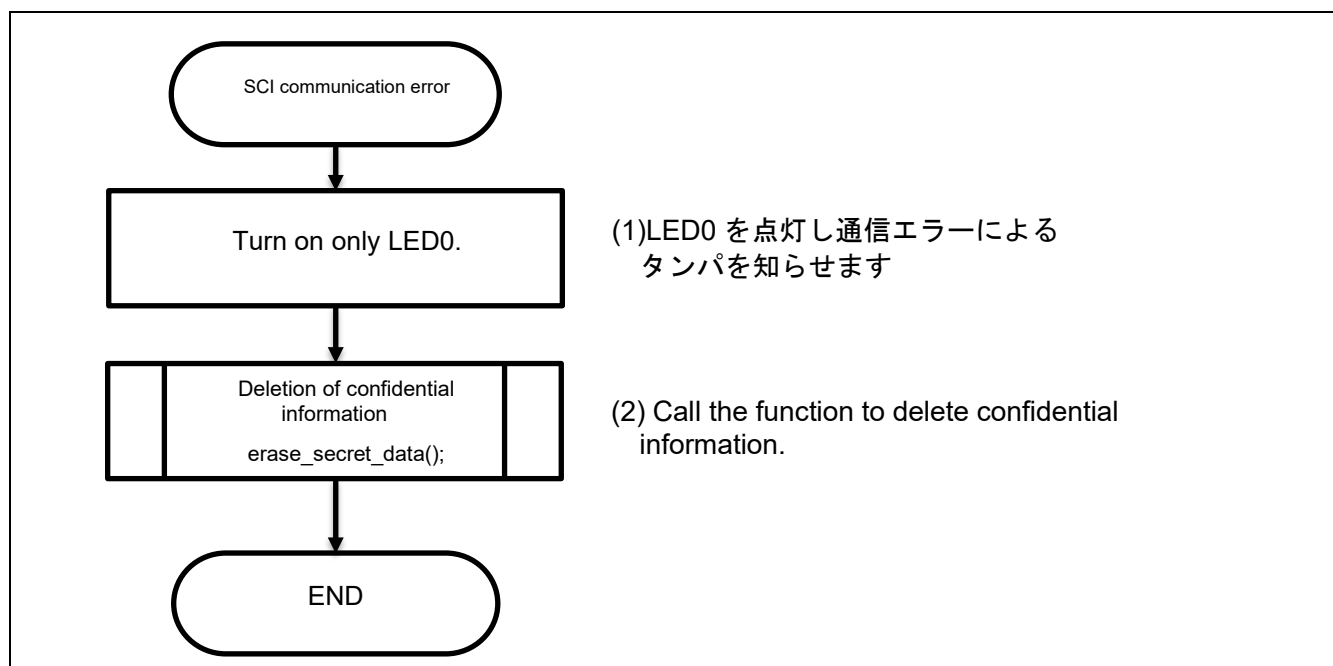 SCI communication error
Turn on only LED0.
(1)LED0 を点灯し通信エラーによる
タンパを知らせます
Deletion of confidential
information
erase_secret_data();
(2) Call the function to delete confidential
information.
END